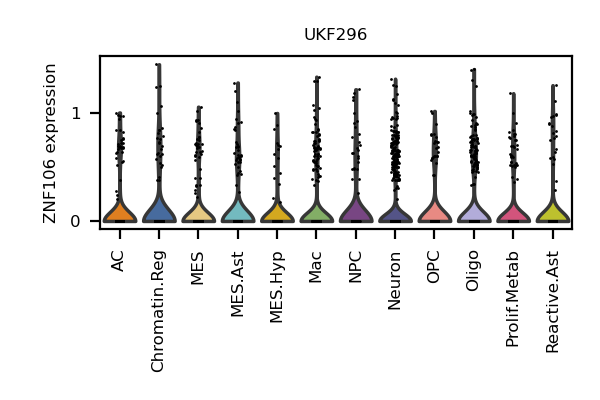 UKF296
ZNF106 expression
1
0
AC
Chromatin.Reg
MES
MES.Ast
MES.Hyp
Mac
NPC
Neuron
OPC
Oligo
Prolif.Metab
Reactive.Ast